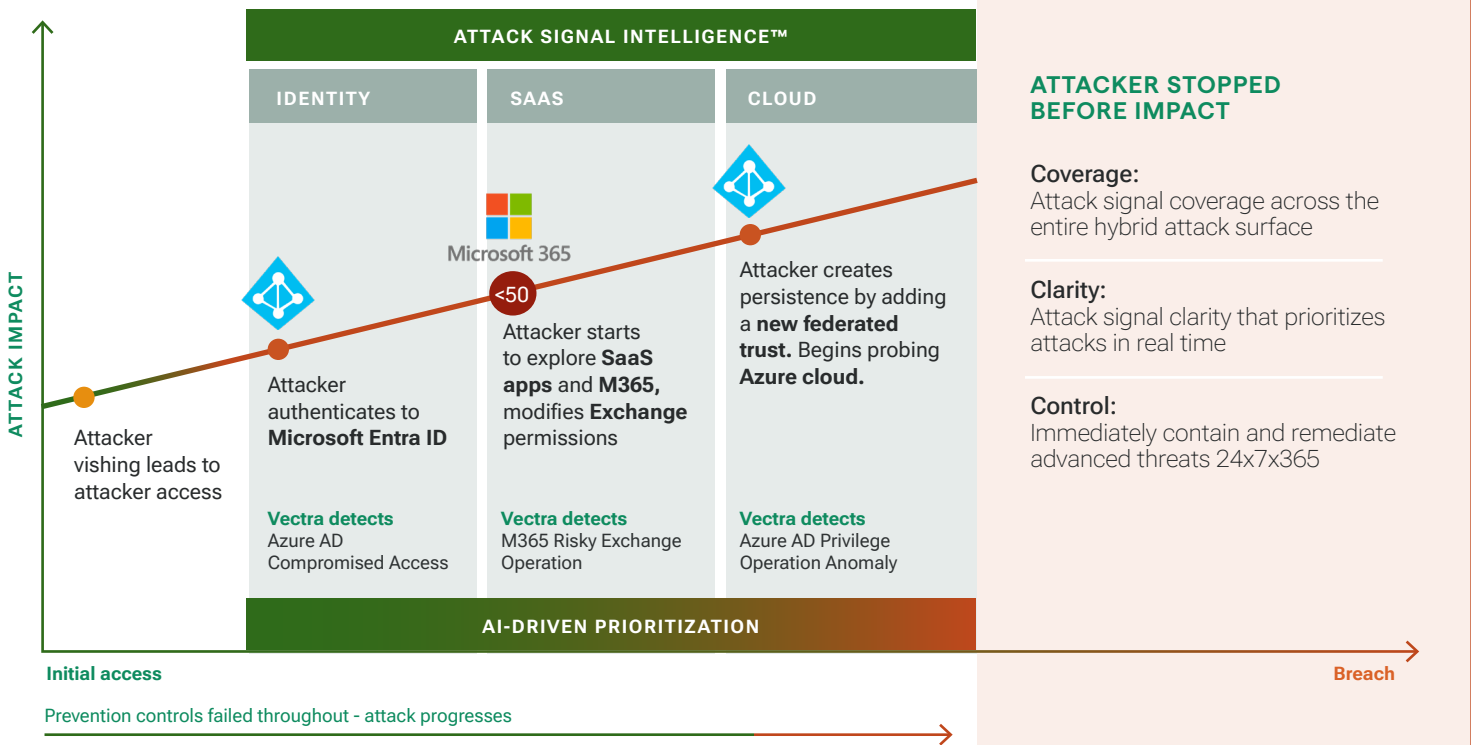 ATTACK SIGNAL INTELLIGENCE™
ATTACK IMPACT
Attacker
vishing leads to
attacker access
IDENTITY
Attacker
authenticates to
Microsoft Entra ID
Vectra detects
Azure AD
Compromised Access
SAAS
Microsoft 365
<50
Attacker starts
to explore SaaS
apps and M365,
modifies Exchange
permissions
Vectra detects
M365 Risky Exchange
Operation
CLOUD
Attacker creates
persistence by adding
a new federated
trust. Begins probing
Azure cloud.
Vectra detects
Azure AD Privilege
Operation Anomaly
AI-DRIVEN PRIORITIZATION
ATTACKER STOPPED
BEFORE IMPACT
Coverage:
Attack signal coverage across the
entire hybrid attack surface
Clarity:
Attack signal clarity that prioritizes
attacks in real time
Control:
Immediately contain and remediate
advanced threats 24x7x365
Initial access
Breach
Prevention controls failed throughout - attack progresses